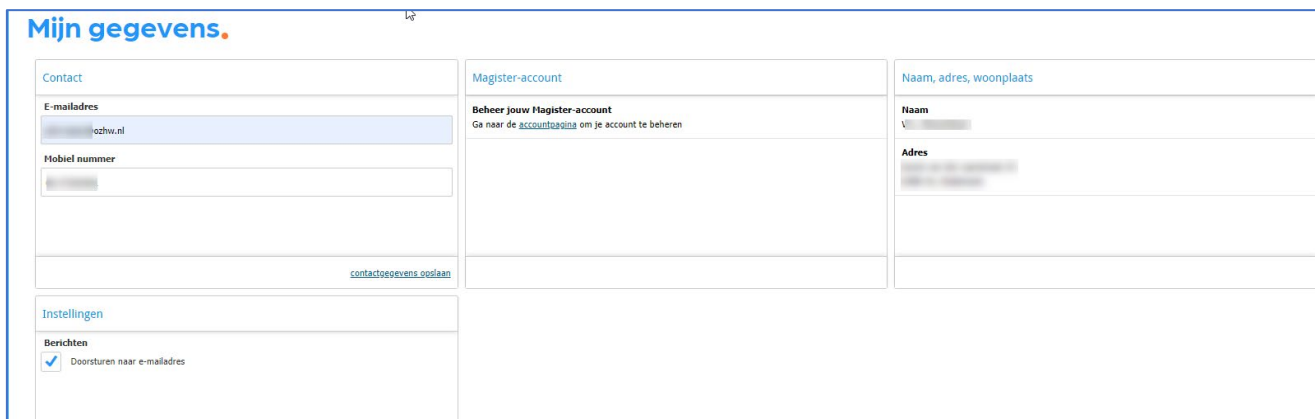 Mijn gegevens.
Contact
E-mailadres
ozhw.nl
Mobiel nummer
contactgegevens opslaan
Magister-account
Beheer jouw Magister-account
Ga naar de accountpagina om je account te beheren
Naam, adres, woonplaats
Naam
Adres
Instellingen
Berichten
Doorsturen naar e-mailadres